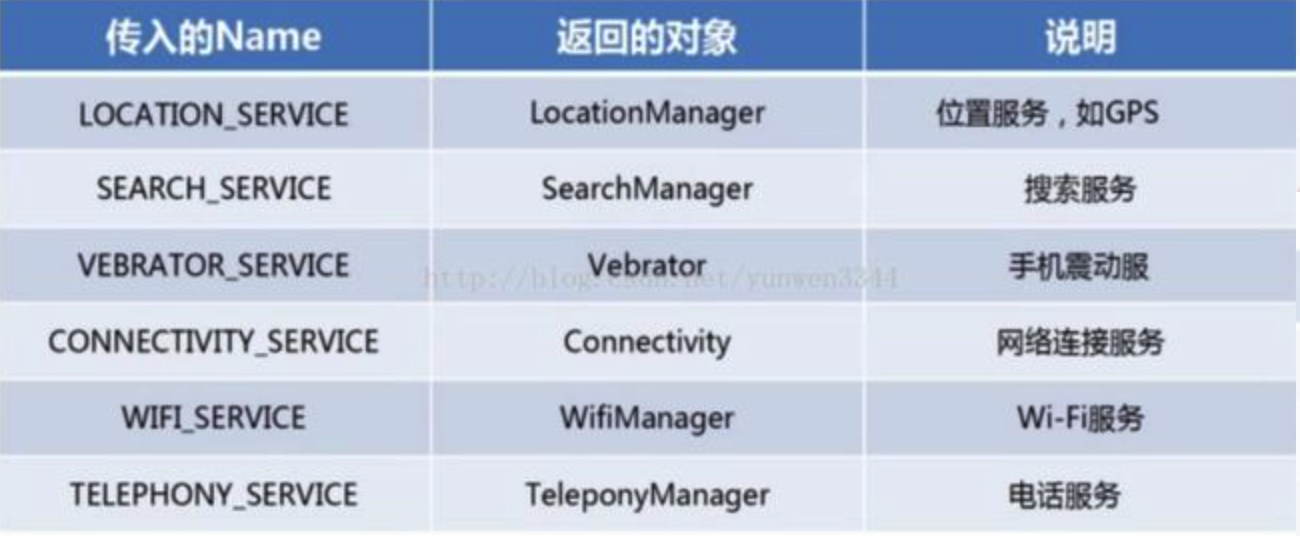 传入的Name 返回的对象 说明
LOCATION_SERVICE LocationManager 位置服务，如GPS
SEARCH_SERVICE SearchManager 搜索服务
VEBRATOR_SERVICE Vebrator 手机震动服
http://blog.csdn.net/yunwen3344
CONNECTIVITY_SERVICE Connectivity 网络连接服务
WIFI_SERVICE WifiManager Wi-Fi服务
TELEPHONY_SERVICE TeleponyManager 电话服务